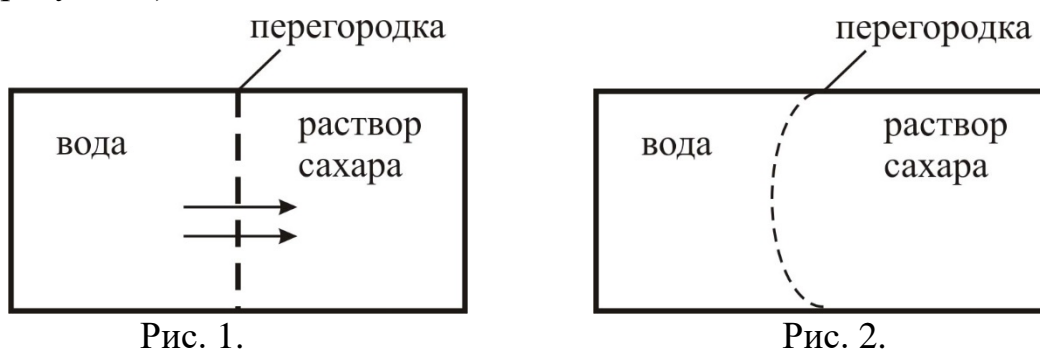 перегородка
вода
раствор
сахара
Рис. 1.
перегородка
вода
раствор
сахара
Рис. 2.